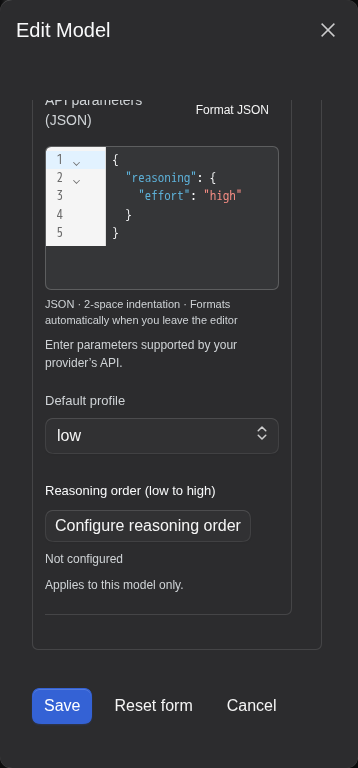 Edit Model
API parameters
(JSON)
Format JSON
1 {
2 "reasoning": {
3 "effort": "high"
4 }
5 }
JSON · 2-space indentation · Formats
automatically when you leave the editor
Enter parameters supported by your
provider’s API.
Default profile
low
Reasoning order (low to high)
Configure reasoning order
Not configured
Applies to this model only.
Save Reset form Cancel